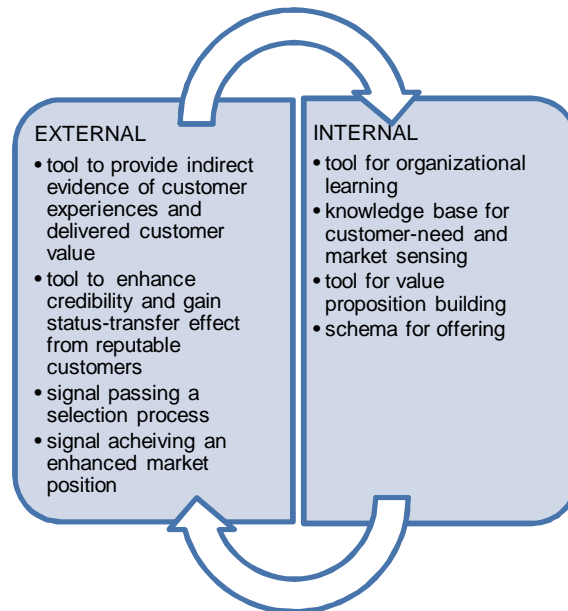 EXTERNAL
• tool to provide indirect
evidence of customer
experiences and
delivered customer
value
• tool to enhance
credibility and gain
status-transfer effect
from reputable
customers
• signal passing a
selection process
• signal acheiving an
enhanced market
position
INTERNAL
• tool for organizational
learning
• knowledge base for
customer-need and
market sensing
• tool for value
proposition building
• schema for offering